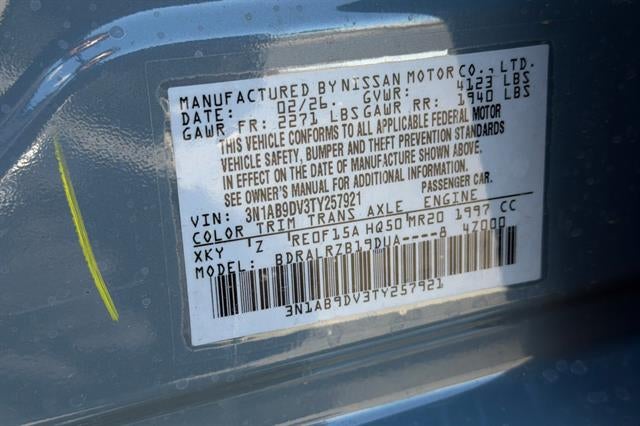 MANUFACTURED BY NISSAN MOTOR CO., LTD.
DATE: 02/26. GVWR: 4123 LBS
GAWR FR: 2271 LBS GAWR RR: 1940 LBS
THIS VEHICLE CONFORMS TO ALL APPLICABLE FEDERAL MOTOR
VEHICLE SAFETY, BUMPER AND THEFT PREVENTION STANDARDS
IN EFFECT ON THE DATE OF MANUFACTURE SHOWN ABOVE.
SEE OWNER'S MANUAL FOR ADDITIONAL INFORMATION.
VIN: 3N1AB9DV3TY257921 PASSENGER CAR.
COLOR TRIM TRANS AXLE ENGINE
XKY Z RE0F15A HQ50 MR20 1997 CC
MODEL: BDRALRZB19DUA----8 4Z000
3N1AB9DV3TY257921